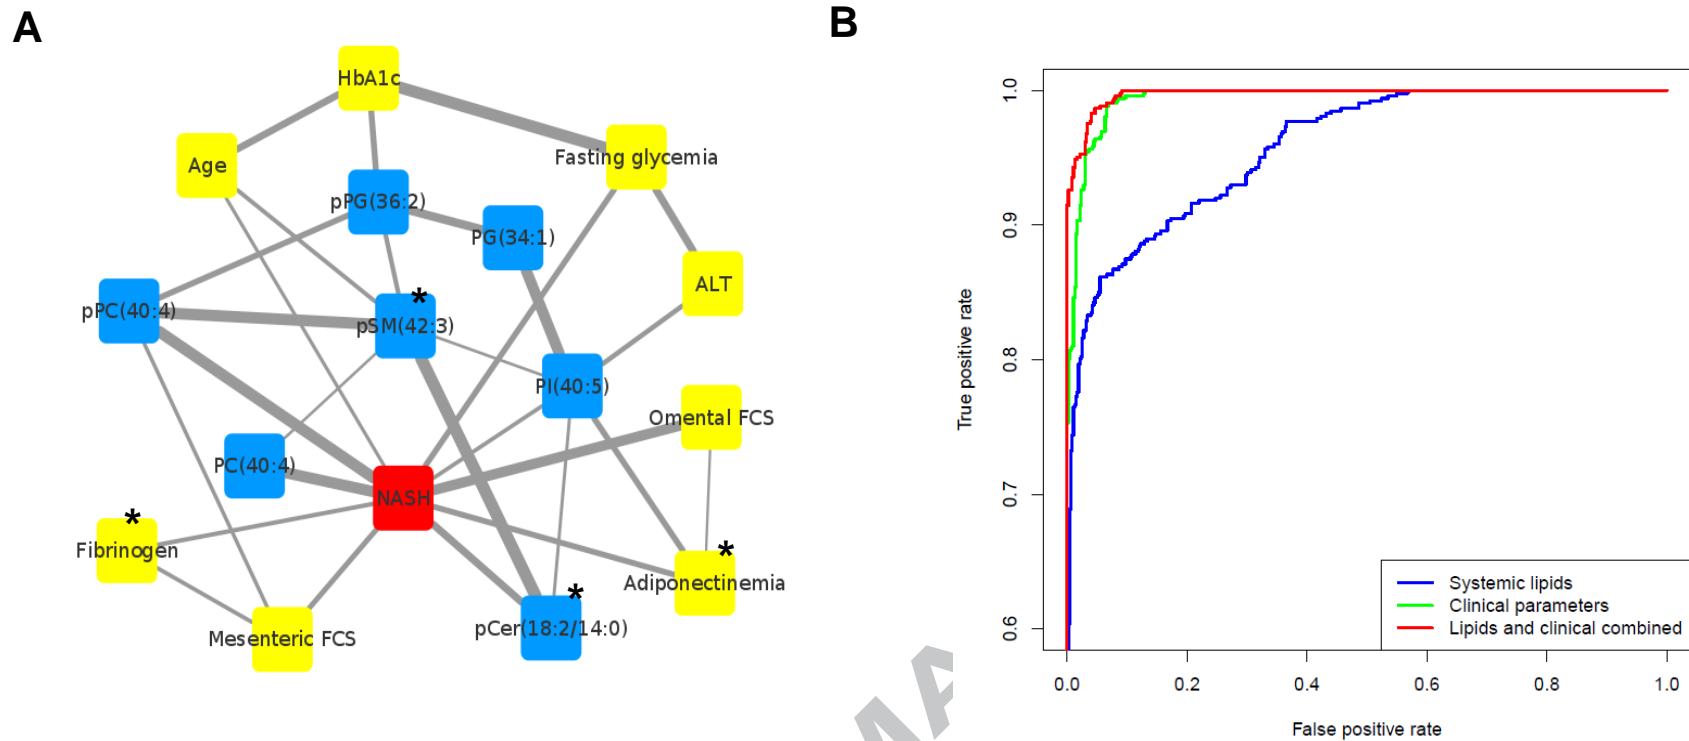 A
B
HbA1c
Fasting glycemia
Age
pPG(36:2)
PG(34:1)
ALT
pPC(40:4)
*
pSM(42:3)
PI(40:5)
Omental FCS
PC(40:4)
NASH
*
Fibrinogen
*
Adiponectinemia
*
pCer(18:2/14:0)
Mesenteric FCS
True positive rate
1.0
0.9
0.8
0.7
0.6
Systemic lipids
Clinical parameters
Lipids and clinical combined
0.0 0.2 0.4 0.6 0.8 1.0
False positive rate
MA